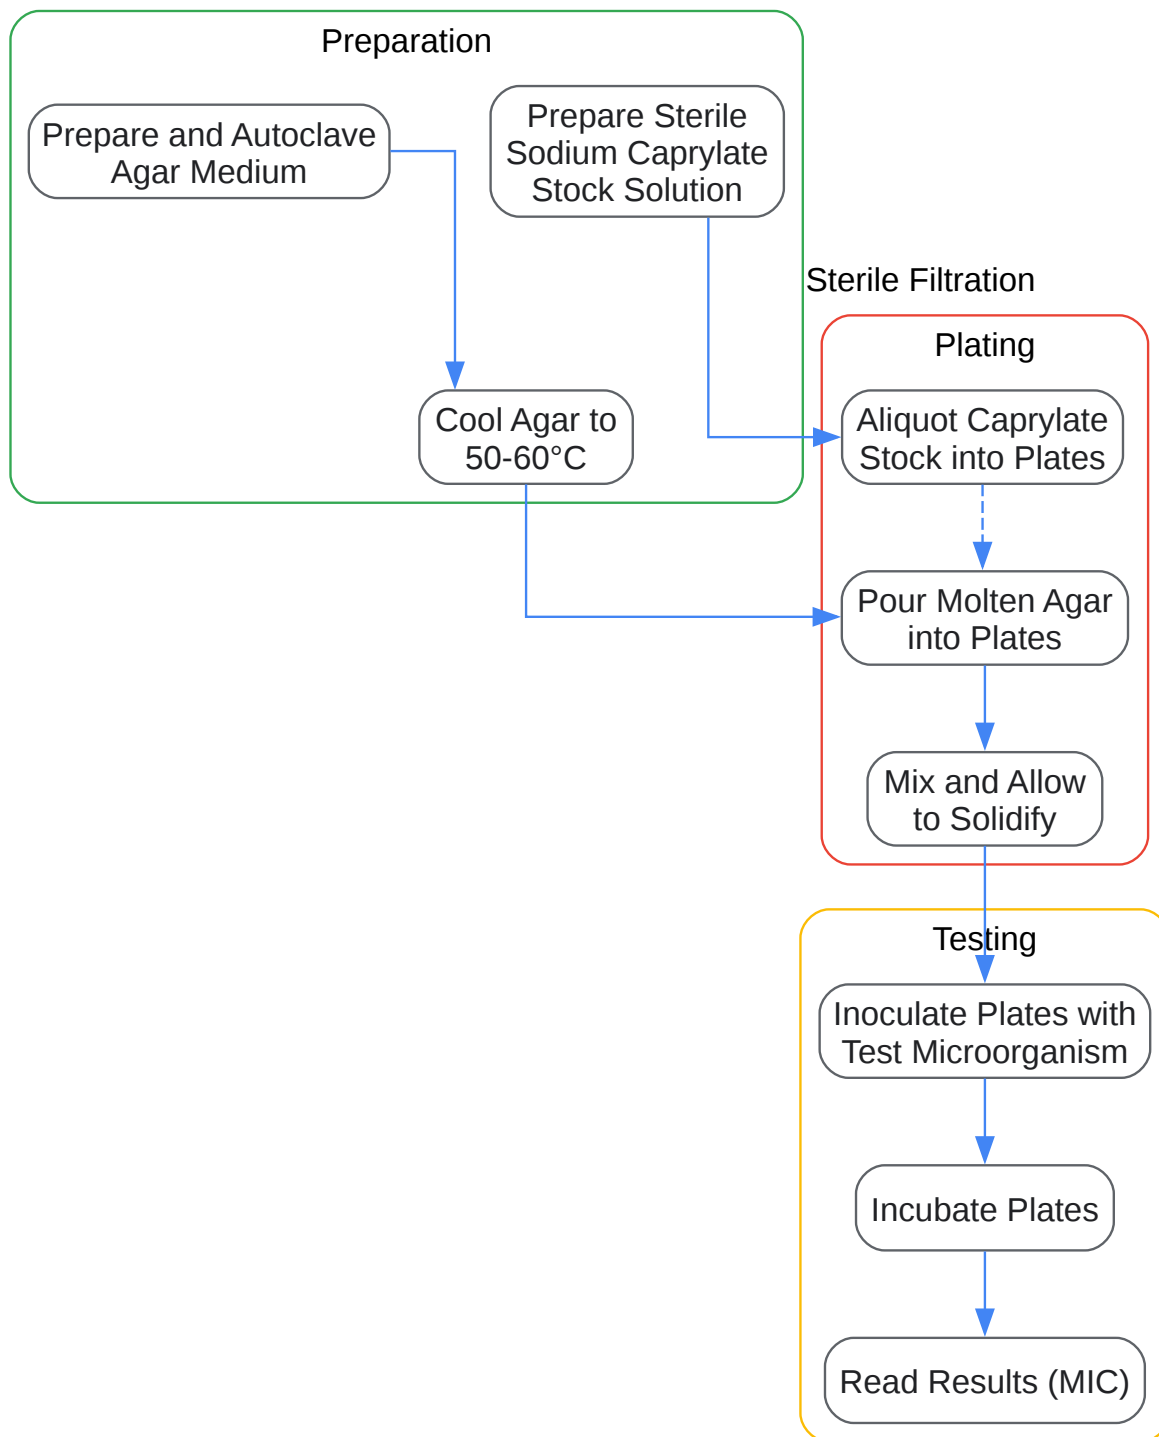 Preparation
Prepare and Autoclave
Agar Medium
Prepare Sterile
Sodium Caprylate
Stock Solution
Cool Agar to
50-60°C
Sterile Filtration
Plating
Aliquot Caprylate
Stock into Plates
Pour Molten Agar
into Plates
Mix and Allow
to Solidify
Testing
Inoculate Plates with
Test Microorganism
Incubate Plates
Read Results (MIC)